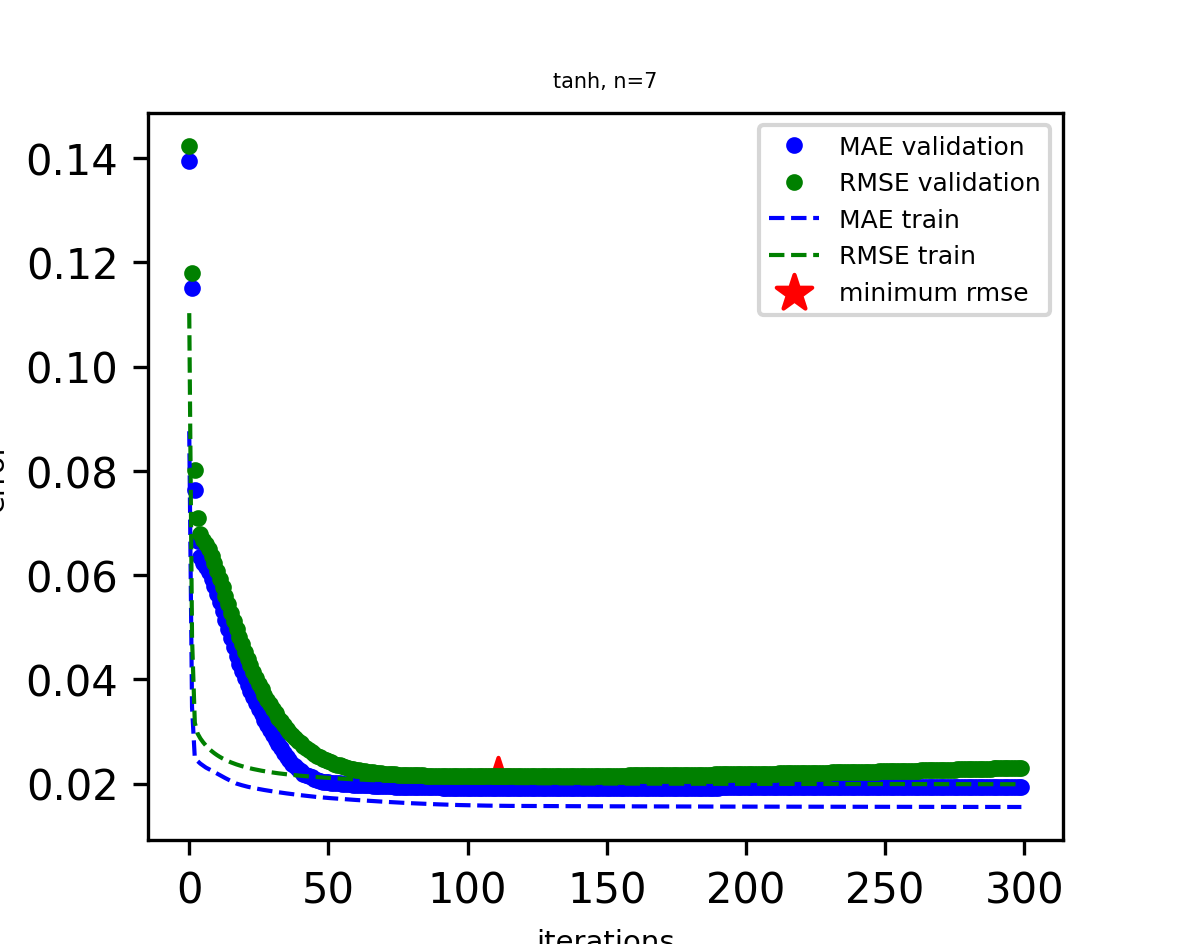 tanh, n=7
0.14
0.12
0.10
0.08
0.06
0.04
0.02
MAE validation
RMSE validation
MAE train
RMSE train
minimum rmse
0 50 100 150 200 250 300
iterations